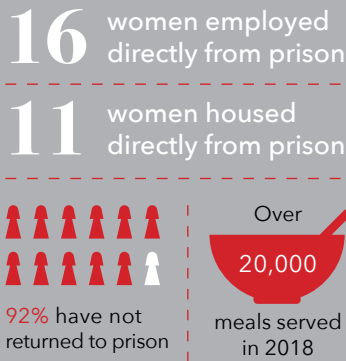 16
women employed
directly from prison
11
women housed
directly from prison
92% have not
returned to prison
Over
20,000
meals served
in 2018